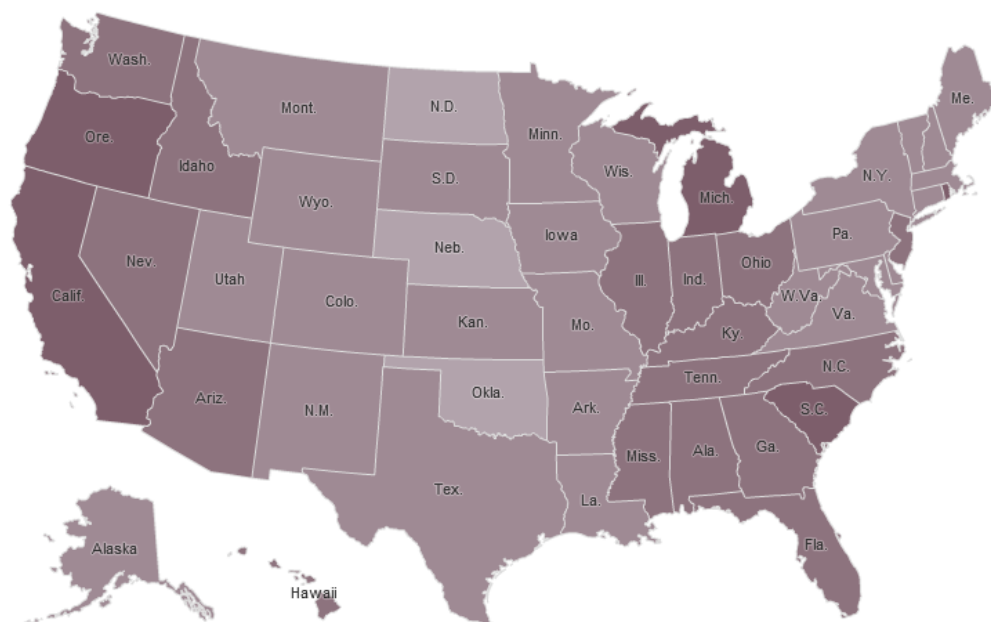 Wash.
Mont.
N.D.
Minn.
Me.
Ore.
Idaho
S.D.
Wis.
N.Y.
Wyo.
Mich.
Nev.
Utah
Neb.
Iowa
Pa.
Calif.
Colo.
Kan.
Mo.
Ill.
Ind.
Ohio
W.Va.
Va.
Ky.
Ariz.
N.M.
Okla.
Ark.
Tenn.
N.C.
S.C.
Tex.
La.
Miss.
Ala.
Ga.
Fla.
Alaska
Hawaii